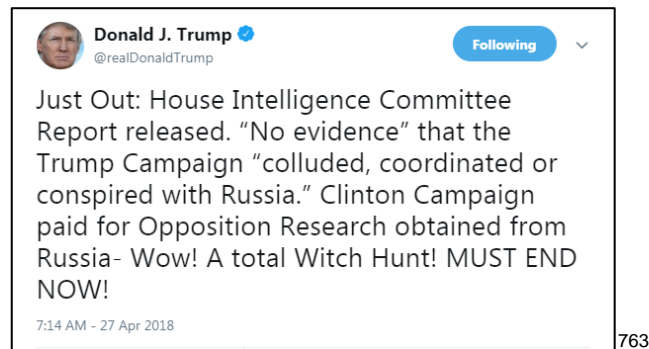 Donald J. Trump
@realDonaldTrump
Following
Just Out: House Intelligence Committee
Report released. “No evidence” that the
Trump Campaign “colluded, coordinated or
conspired with Russia.” Clinton Campaign
paid for Opposition Research obtained from
Russia- Wow! A total Witch Hunt! MUST END
NOW!
7:14 AM - 27 Apr 2018
763